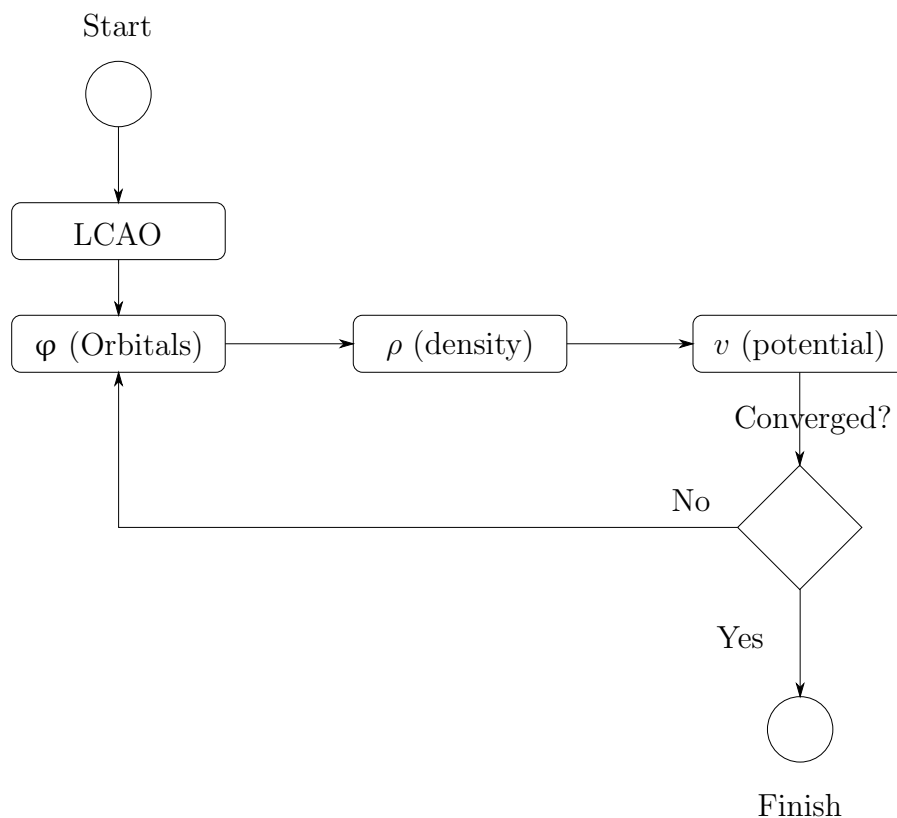 Start
LCAO
φ (Orbitals)
ρ (density)
v (potential)
Converged?
No
Yes
Finish